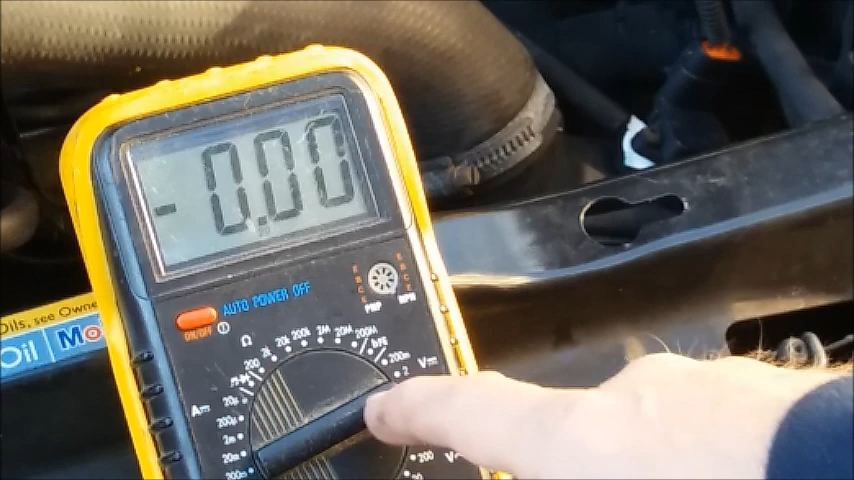 - 0.00
AUTO POWER OFF
ON/OFF
E B C E
PNP
E B C E
NPN
Ω
200
2k
20k
200k
2M
20M
200M
hFE
200m
2
V
A
20μ
200μ
2m
20m
200m
200
V
Oils, see Owne
Oil
Mo